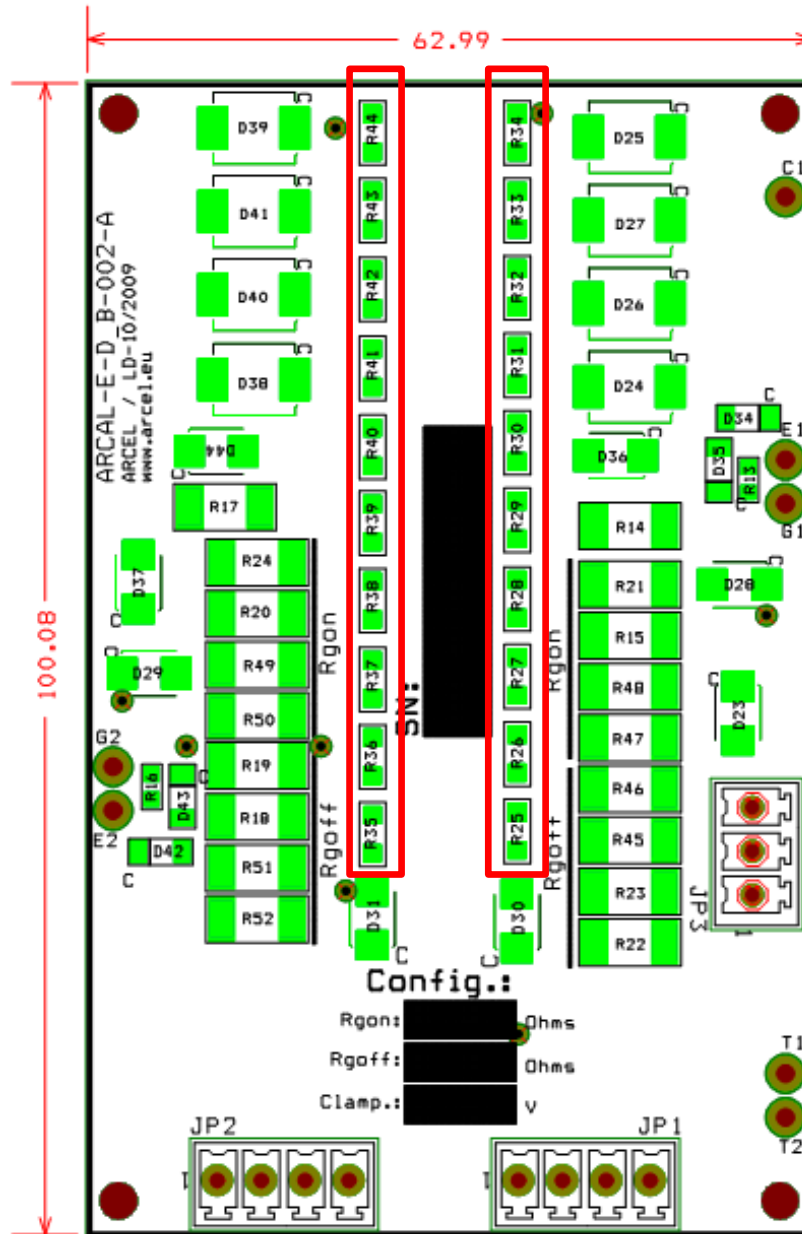 62.99
100.08
ARCAL-E-D_B-002-A
ARCEL / LD-10/2009
www.arcel.eu
D39
C
D41
C
D40
C
D38
C
D44
C
R17
D37
C
R24
R20
R49
R50
R19
R18
R51
R52
Rgon
Rgoff
D29
C
G2
E2
R16
D43
C
D42
C
R44
R43
R42
R41
R40
R39
R38
R37
R36
R35
D31
C
SN:
R34
R33
R32
R31
R30
R29
R28
R27
R26
R25
D30
C
D25
C
D27
C
D26
C
D24
C
D36
C
R14
R21
R15
R48
R47
R46
R45
R23
R22
Rgon
Rgoff
C1
D34
C
E1
D35
C
R13
G1
D28
C
D23
C
JP3
1
Config.:
Rgon:
Ohms
Rgoff:
Ohms
Clamp.:
V
T1
T2
JP2
1
JP1
1